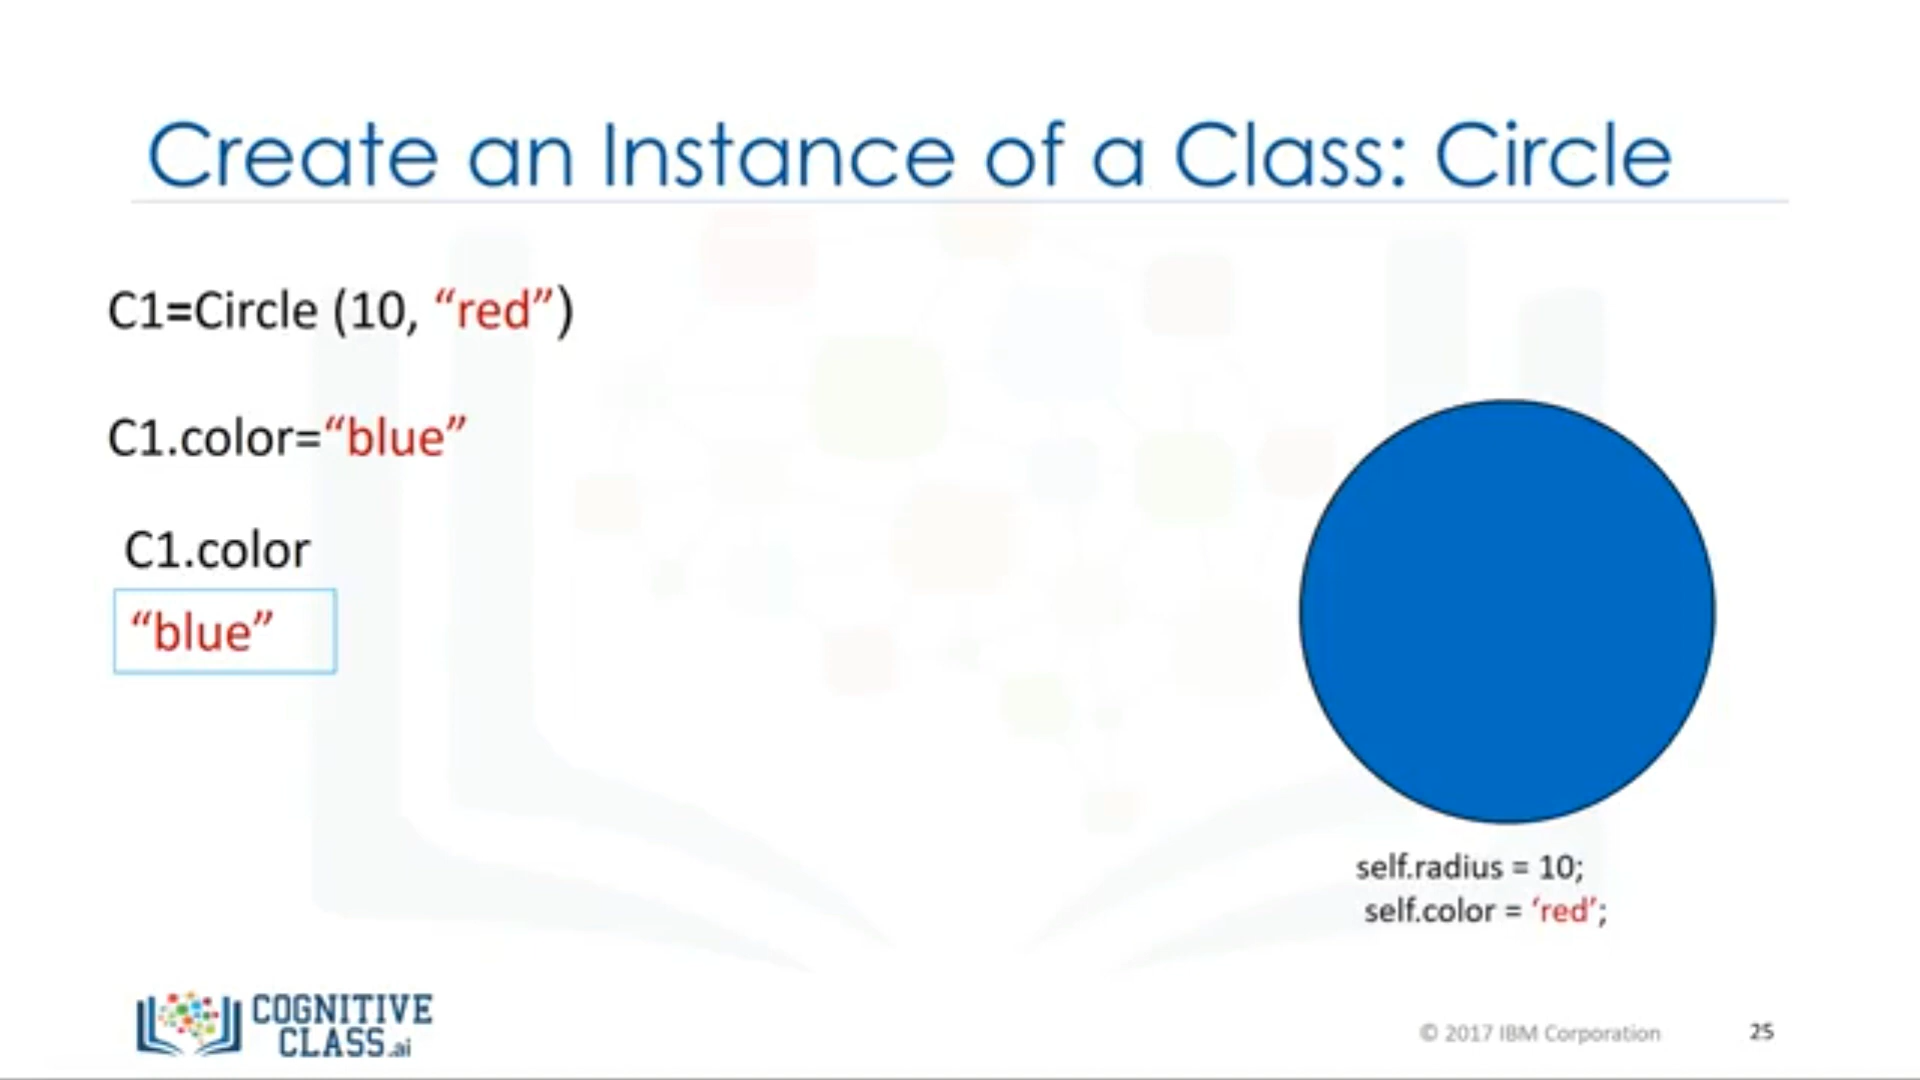 Create an Instance of a Class: Circle
C1=Circle (10, “red”)
C1.color=“blue”
C1.color
“blue”
self.radius = 10;
self.color = ‘red’;
COGNITIVE
CLASS.ai
© 2017 IBM Corporation 25